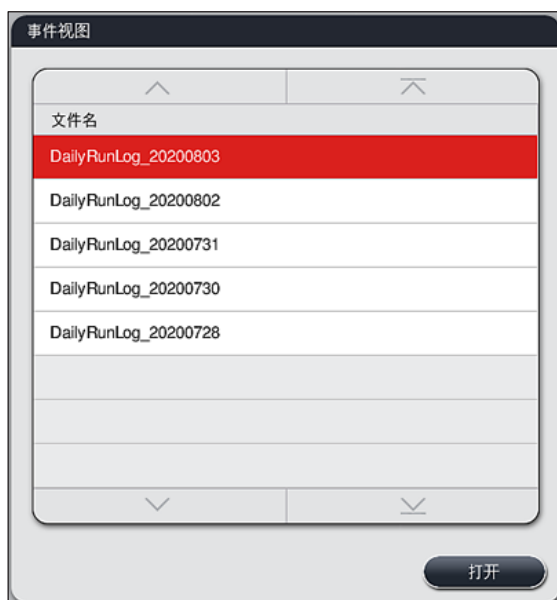 事件视图
文件名
DailyRunLog_20200803
DailyRunLog_20200802
DailyRunLog_20200731
DailyRunLog_20200730
DailyRunLog_20200728
打开